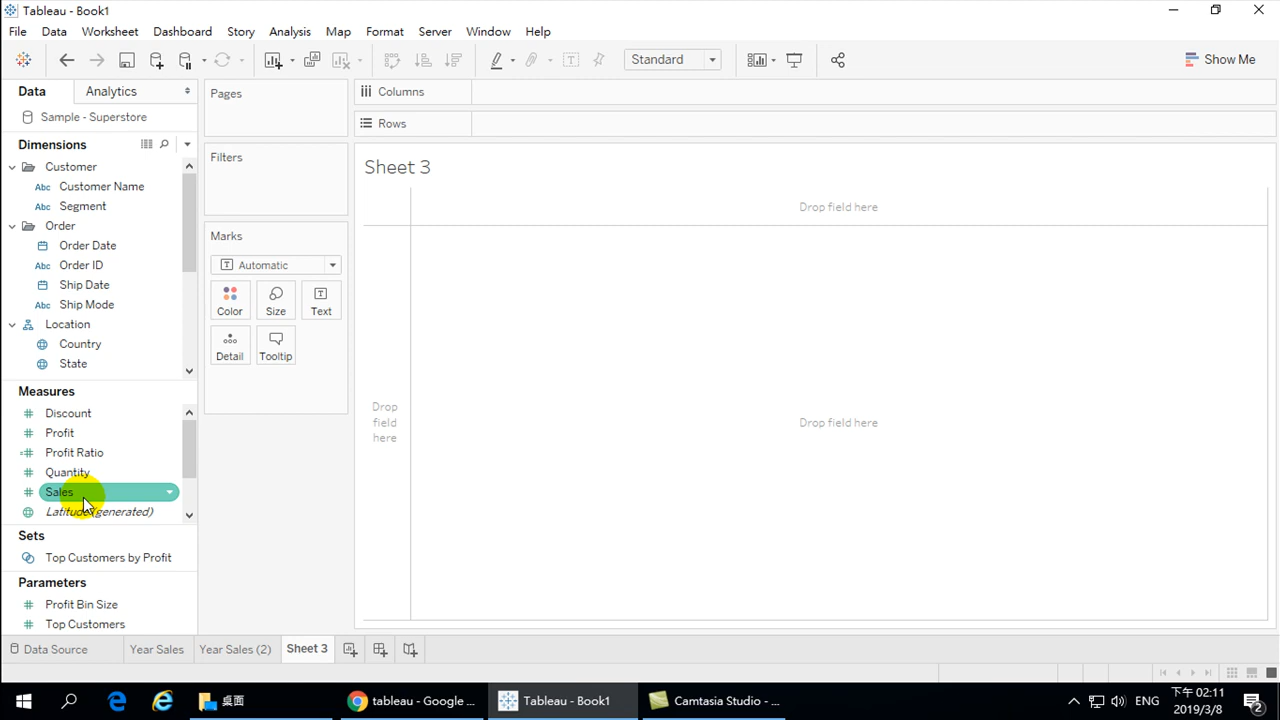 Tableau - Book1
File Data Worksheet Dashboard Story Analysis Map Format Server Window Help
Standard
Show Me
Data
Analytics
Sample - Superstore
Dimensions
Customer
Abc Customer Name
Abc Segment
Order
Order Date
Abc Order ID
Ship Date
Abc Ship Mode
Location
Country
State
Measures
# Discount
# Profit
=# Profit Ratio
# Quantity
# Sales
Latitude (generated)
Sets
Top Customers by Profit
Parameters
# Profit Bin Size
# Top Customers
Pages
Filters
Marks
T Automatic
Color
Size
T
Text
Detail
Tooltip
Columns
Rows
Sheet 3
Drop field here
Drop
field
here
Drop field here
Data Source
Year Sales
Year Sales (2)
Sheet 3
桌面
tableau - Google ...
Tableau - Book1
Camtasia Studio - ...
ENG
下午 02:11
2019/3/8
2